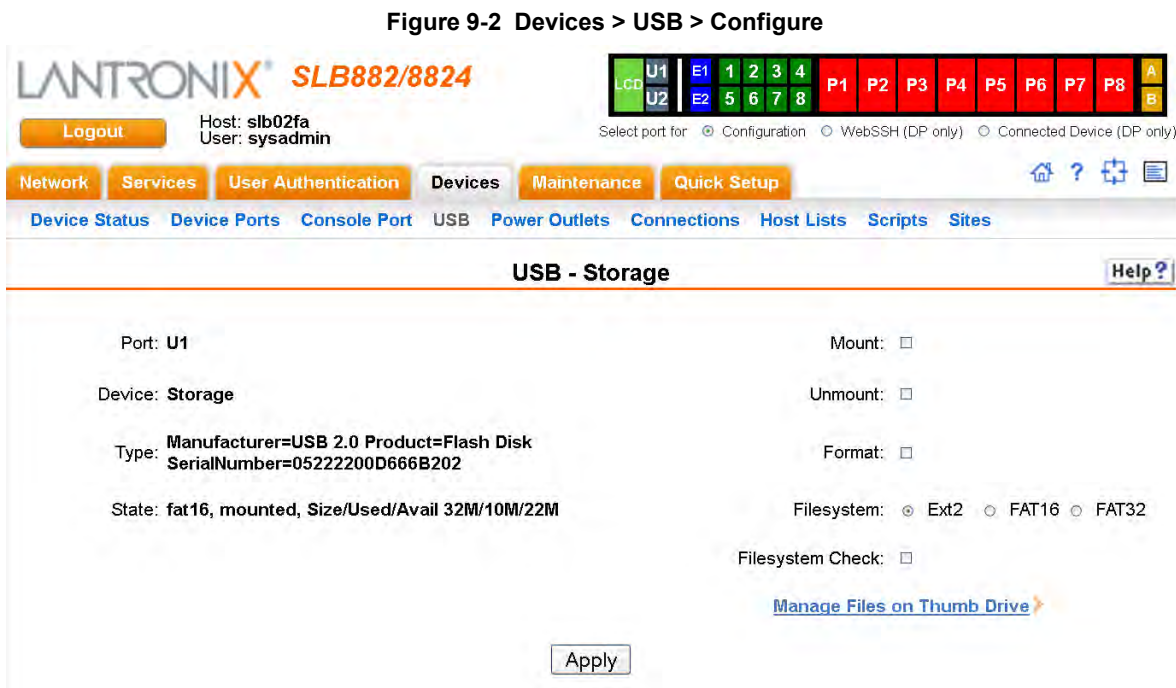 Figure 9-2 Devices > USB > Configure
LANTRONIX® SLB882/8824
LCD U1 E1 1 2 3 4 P1 P2 P3 P4 P5 P6 P7 P8 A
U2 E2 5 6 7 8 B
Logout Host: slb02fa
User: sysadmin
Select port for Configuration WebSSH (DP only) Connected Device (DP only)
Network Services User Authentication Devices Maintenance Quick Setup ?
Device Status Device Ports Console Port USB Power Outlets Connections Host Lists Scripts Sites
USB - Storage Help?
Port: U1 Mount:
Device: Storage Unmount:
Type: Manufacturer=USB 2.0 Product=Flash Disk
SerialNumber=05222200D666B202 Format:
State: fat16, mounted, Size/Used/Avail 32M/10M/22M Filesystem: Ext2 FAT16 FAT32
Filesystem Check:
Manage Files on Thumb Drive >
Apply